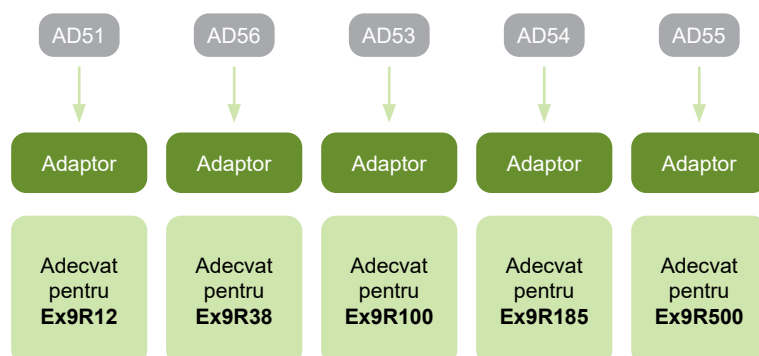 AD51 AD56 AD53 AD54 AD55
Adaptor Adaptor Adaptor Adaptor Adaptor
Adecvat
pentru
Ex9R12
Adecvat
pentru
Ex9R38
Adecvat
pentru
Ex9R100
Adecvat
pentru
Ex9R185
Adecvat
pentru
Ex9R500